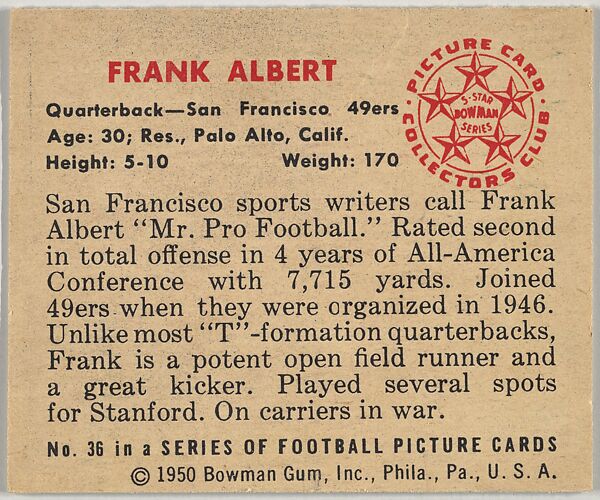 FRANK ALBERT
PICTURE CARD
COLLECTORS CLUB
5-STAR
BOWMAN
SERIES
Quarterback—San Francisco 49ers
Age: 30; Res., Palo Alto, Calif.
Height: 5-10 Weight: 170
San Francisco sports writers call Frank
Albert "Mr. Pro Football." Rated second
in total offense in 4 years of All-America
Conference with 7,715 yards. Joined
49ers when they were organized in 1946.
Unlike most "T"-formation quarterbacks,
Frank is a potent open field runner and
a great kicker. Played several spots
for Stanford. On carriers in war.
No. 36 in a SERIES OF FOOTBALL PICTURE CARDS
© 1950 Bowman Gum, Inc., Phila., Pa., U. S. A.